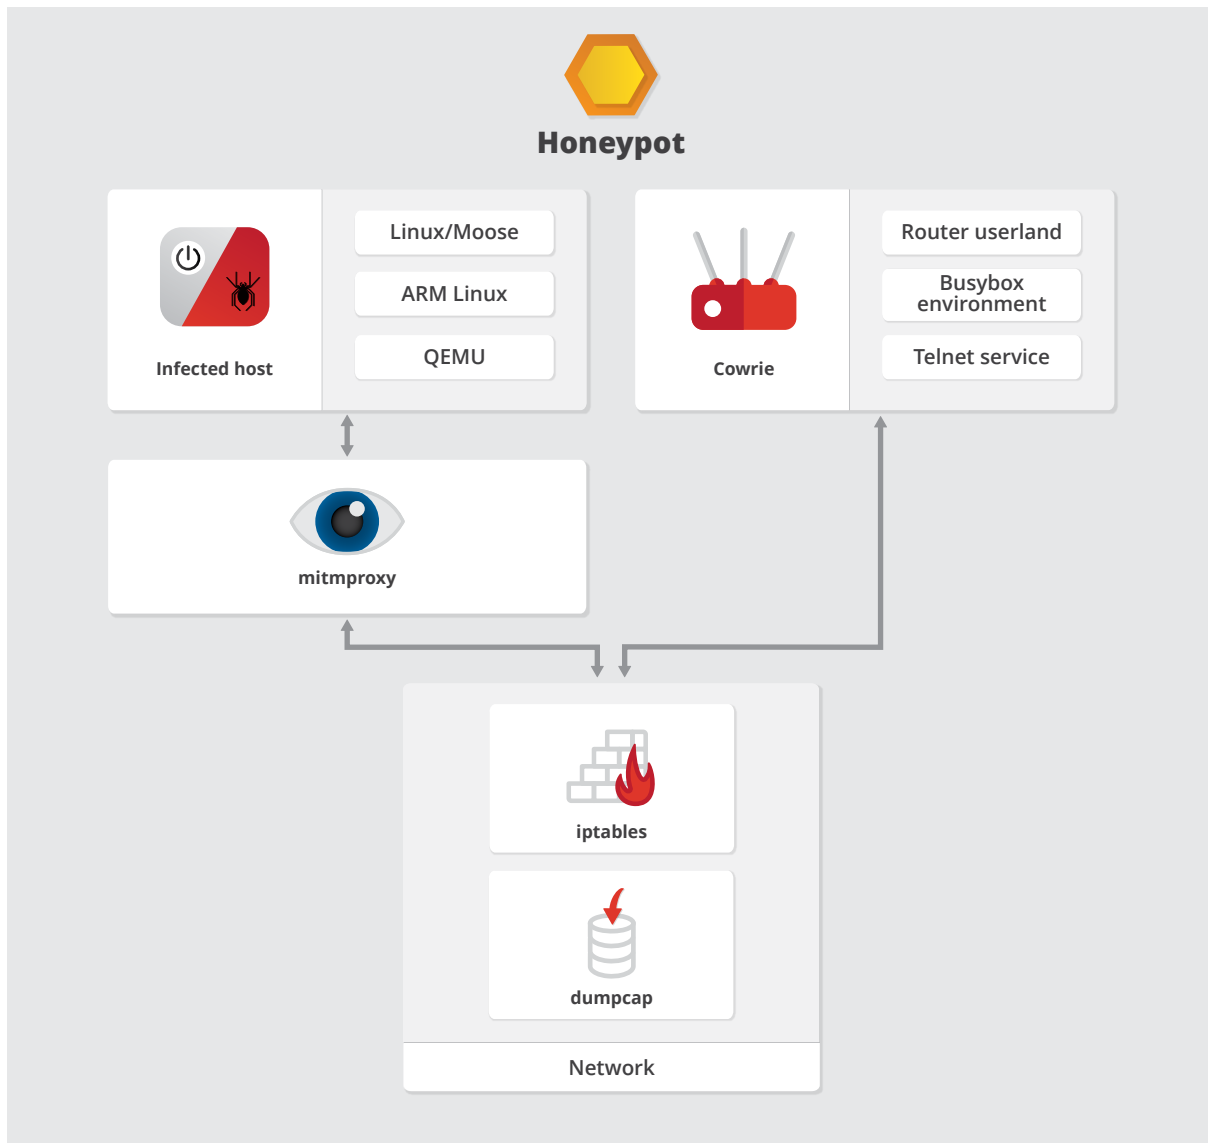 Honeypot
Linux/Moose
ARM Linux
QEMU
Infected host
Router userland
Busybox
environment
Telnet service
Cowrie
mitmproxy
iptables
dumpcap
Network